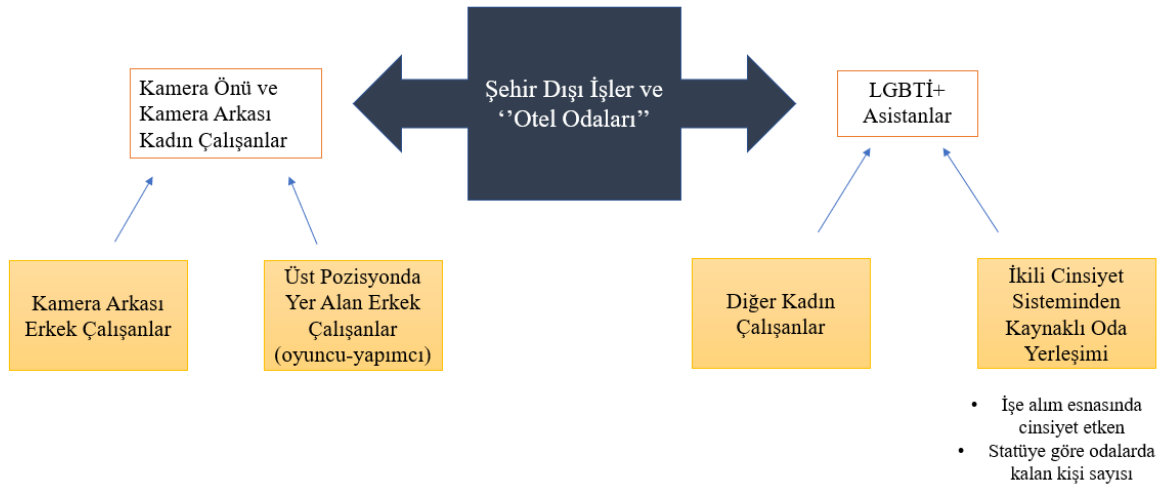 Şehir Dışı İşler ve
‘’Otel Odaları’’
Kamera Önü ve
Kamera Arkası
Kadın Çalışanlar
LGBTİ+
Asistanlar
Kamera Arkası
Erkek Çalışanlar
Üst Pozisyonda
Yer Alan Erkek
Çalışanlar
(oyuncu-yapımcı)
Diğer Kadın
Çalışanlar
İkili Cinsiyet
Sisteminden
Kaynaklı Oda
Yerleşimi
• İşe alım esnasında
cinsiyet etken
• Statüye göre odalarda
kalan kişi sayısı